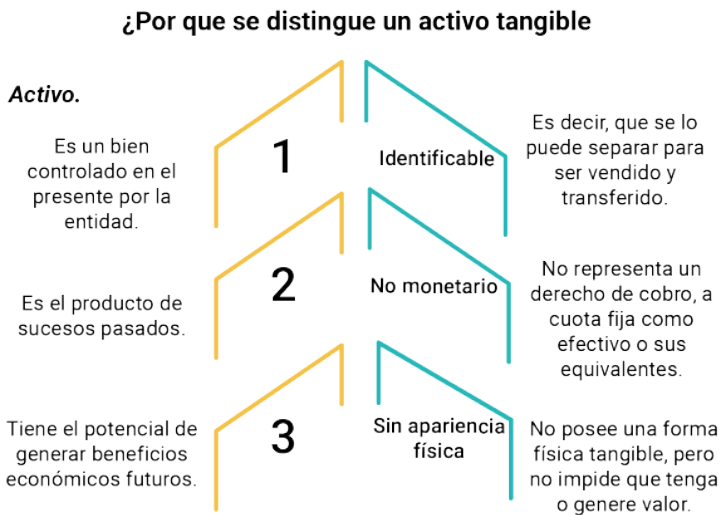 ¿Por que se distingue un activo tangible
Activo.
Es un bien
controlado en el
presente por la
entidad.
1
Identificable
Es decir, que se lo
puede separar para
ser vendido y
transferido.
Es el producto de
sucesos pasados.
2
No monetario
No representa un
derecho de cobro, a
cuota fija como
efectivo o sus
equivalentes.
Tiene el potencial de
generar beneficios
económicos futuros.
3
Sin apariencia
física
No posee una forma
física tangible, pero
no impide que tenga
o genere valor.